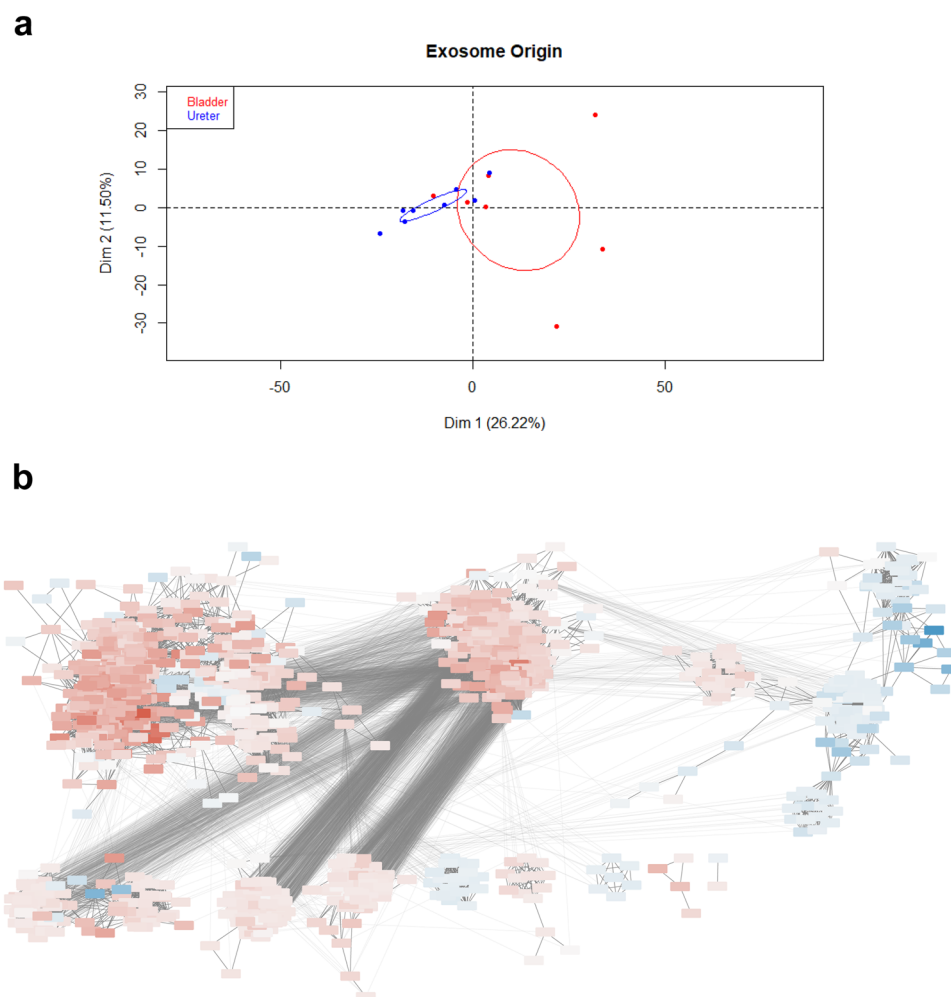 a
Exosome Origin
Bladder
Ureter
30
20
10
0
-10
-20
-30
Dim 2 (11.50%)
-50
0
50
Dim 1 (26.22%)
b